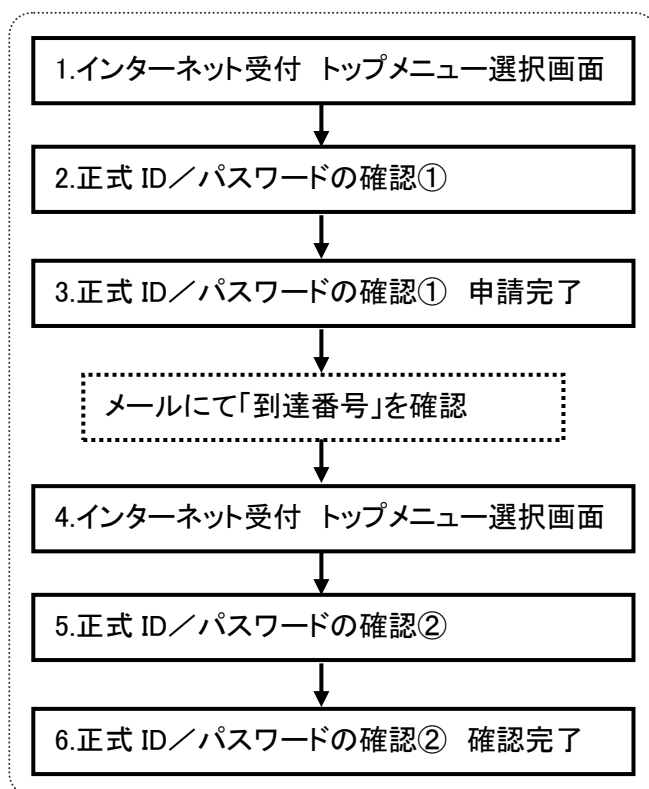 1.インターネット受付　トップメニュー選択画面
2.正式 ID／パスワードの確認①
3.正式 ID／パスワードの確認①　申請完了
メールにて「到達番号」を確認
4.インターネット受付　トップメニュー選択画面
5.正式 ID／パスワードの確認②
6.正式 ID／パスワードの確認②　確認完了